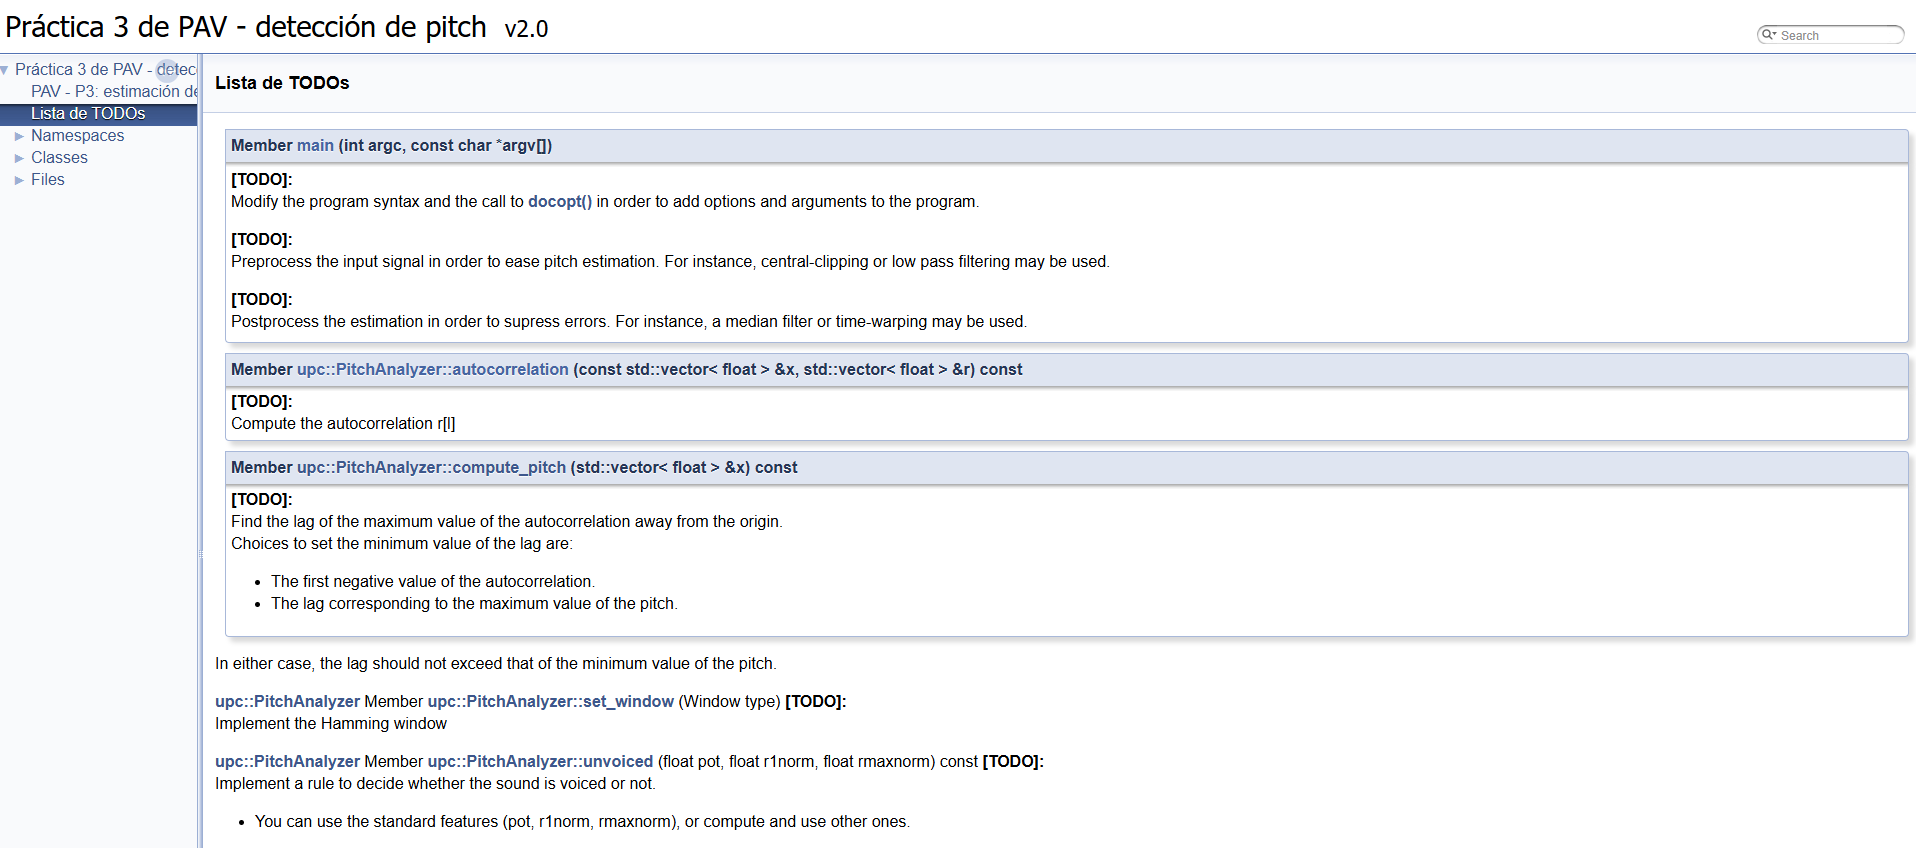 Práctica 3 de PAV - detección de pitch v2.0
Search
Práctica 3 de PAV - detec
PAV - P3: estimación de
Lista de TODOs
Namespaces
Classes
Files
Lista de TODOs
Member main (int argc, const char *argv[])
[TODO]:
Modify the program syntax and the call to docopt() in order to add options and arguments to the program.
[TODO]:
Preprocess the input signal in order to ease pitch estimation. For instance, central-clipping or low pass filtering may be used.
[TODO]:
Postprocess the estimation in order to supress errors. For instance, a median filter or time-warping may be used.
Member upc::PitchAnalyzer::autocorrelation (const std::vector< float > &x, std::vector< float > &r) const
[TODO]:
Compute the autocorrelation r[l]
Member upc::PitchAnalyzer::compute_pitch (std::vector< float > &x) const
[TODO]:
Find the lag of the maximum value of the autocorrelation away from the origin.
Choices to set the minimum value of the lag are:
• The first negative value of the autocorrelation.
• The lag corresponding to the maximum value of the pitch.
In either case, the lag should not exceed that of the minimum value of the pitch.
upc::PitchAnalyzer Member upc::PitchAnalyzer::set_window (Window type) [TODO]:
Implement the Hamming window
upc::PitchAnalyzer Member upc::PitchAnalyzer::unvoiced (float pot, float r1norm, float rmaxnorm) const [TODO]:
Implement a rule to decide whether the sound is voiced or not.
• You can use the standard features (pot, r1norm, rmaxnorm), or compute and use other ones.